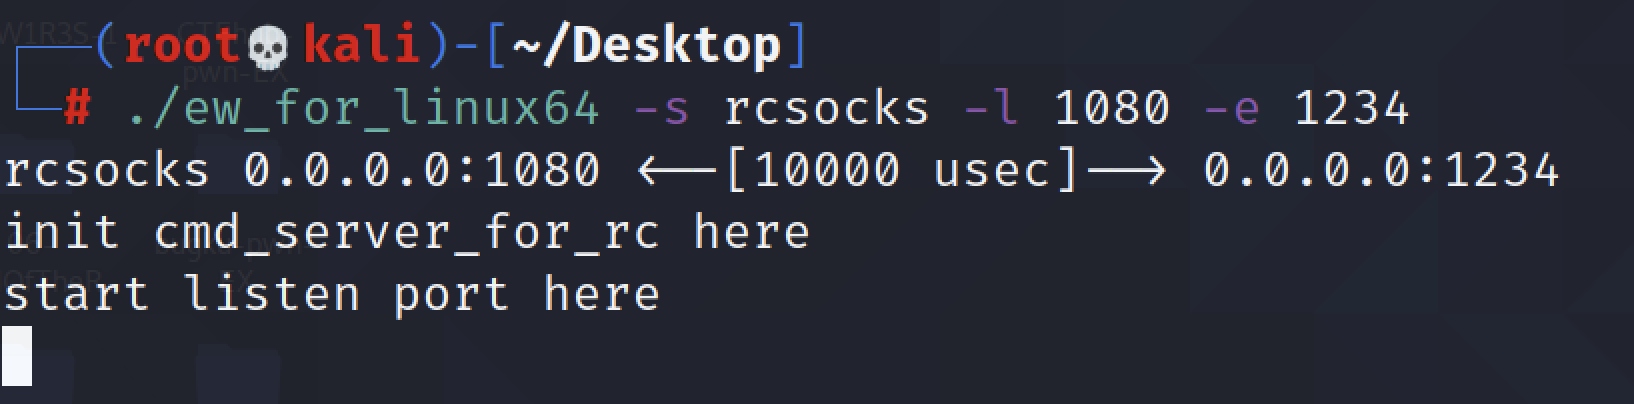 (root💀kali)-[~/Desktop]
# ./ew_for_linux64 -s rcsocks -l 1080 -e 1234
rcsocks 0.0.0.0:1080 <--[10000 usec]--> 0.0.0.0:1234
init cmd_server_for_rc here
start listen port here